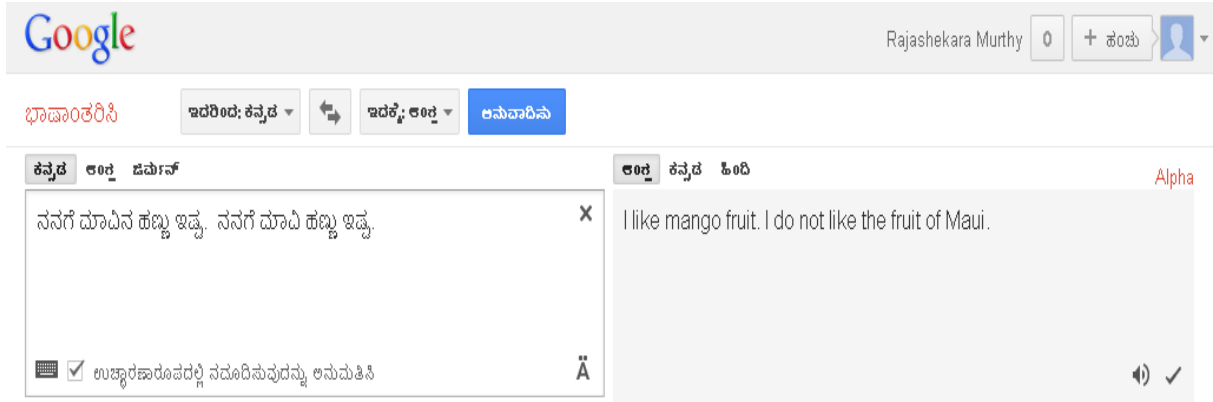 Google
Rajashekara Murthy 0 + ಹಂಚು
ಭಾಷಾಂತರಿಸಿ ಇದರಿಂದ: ಕನ್ನಡ ಇದಕ್ಕೆ: ಆಂಗ್ಲ ಅನುವಾದಿಸು
ಕನ್ನಡ ಆಂಗ್ಲ ಜರ್ಮನ್
ನನಗೆ ಮಾವಿನ ಹಣ್ಣು ಇಷ್ಟ. ನನಗೆ ಮಾವಿ ಹಣ್ಣು ಇಷ್ಟ.
ಉಚ್ಛಾರಣಾರೂಪದಲ್ಲಿ ನಮೂದಿಸುವುದನ್ನು ಅನುಮತಿಸಿ Ä
ಆಂಗ್ಲ ಕನ್ನಡ ಹಿಂದಿ Alpha
I like mango fruit. I do not like the fruit of Maui.